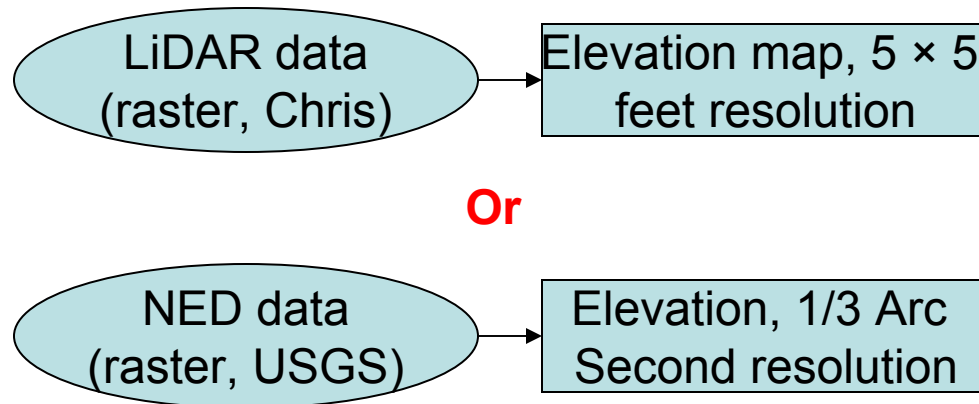 LiDAR data
(raster, Chris)
Elevation map, 5 × 5
feet resolution
Or
NED data
(raster, USGS)
Elevation, 1/3 Arc
Second resolution